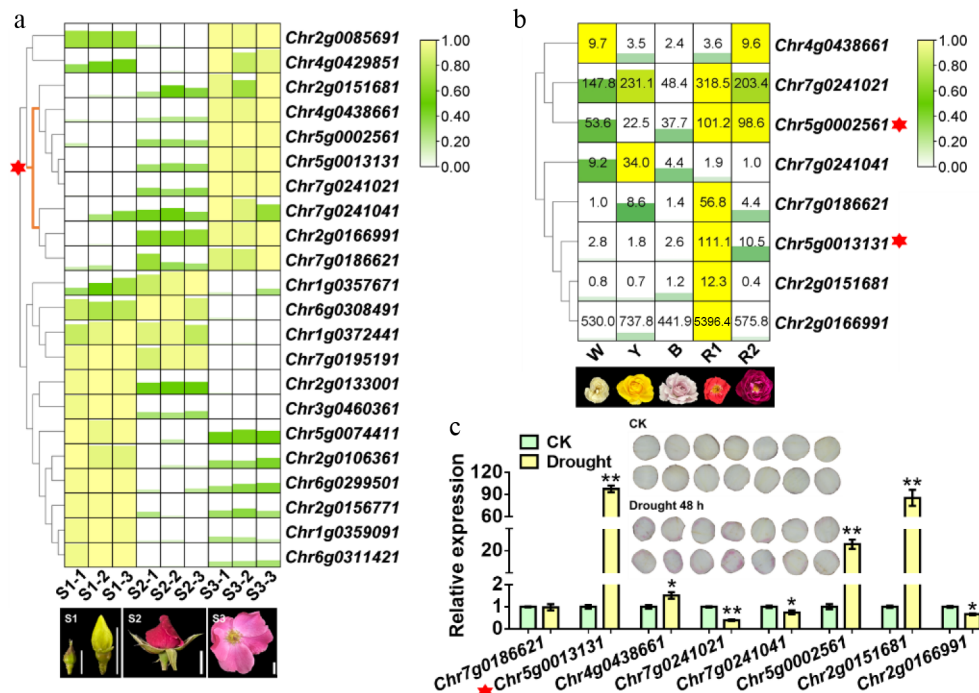 a
Chr2g0085691
Chr4g0429851
Chr2g0151681
Chr4g0438661
Chr5g0002561
Chr5g0013131
Chr7g0241021
Chr7g0241041
Chr2g0166991
Chr7g0186621
Chr1g0357671
Chr6g0308491
Chr1g0372441
Chr7g0195191
Chr2g0133001
Chr3g0460361
Chr5g0074411
Chr2g0106361
Chr6g0299501
Chr2g0156771
Chr1g0359091
Chr6g0311421
1.00
0.80
0.60
0.40
0.20
0.00
S1-1 S1-2 S1-3 S2-1 S2-2 S2-3 S3-1 S3-2 S3-3
S1 S2 S3
b
9.7 3.5 2.4 3.6 9.6 Chr4g0438661
147.8 231.1 48.4 318.5 203.4 Chr7g0241021
53.6 22.5 37.7 101.2 98.6 Chr5g0002561
9.2 34.0 4.4 1.9 1.0 Chr7g0241041
1.0 8.6 1.4 56.8 4.4 Chr7g0186621
2.8 1.8 2.6 111.1 10.5 Chr5g0013131
0.8 0.7 1.2 12.3 0.4 Chr2g0151681
530.0 737.8 441.9 5396.4 575.8 Chr2g0166991
W Y B R1 R2
1.00
0.80
0.60
0.40
0.20
0.00
c
CK
Drought
CK
Drought 48 h
Relative expression
120
90
60
20
2
1
0
** * ** * ** ** *
Chr7g0186621
Chr5g0013131
Chr4g0438661
Chr7g0241021
Chr7g0241041
Chr5g0002561
Chr2g0151681
Chr2g0166991